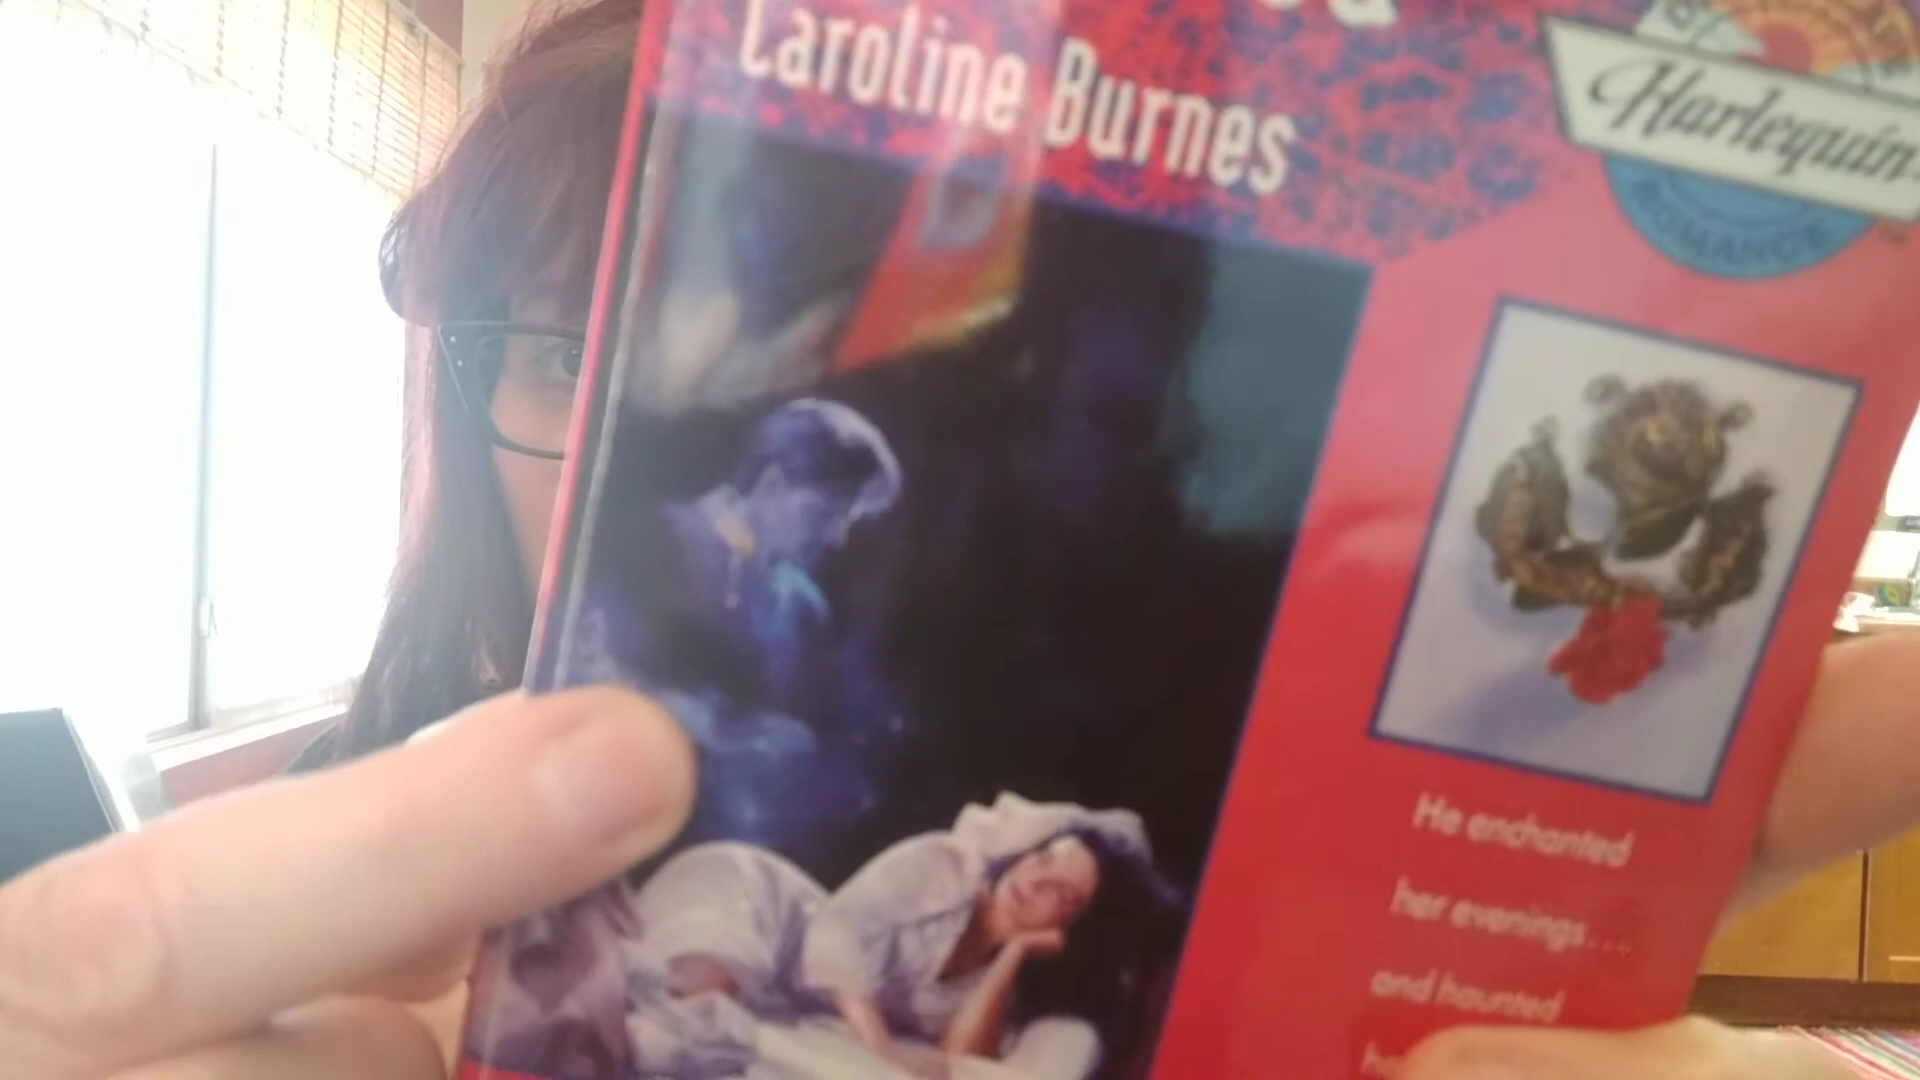 Caroline Burnes
Harlequin
ROMANCE
He enchanted
her evenings...
and haunted